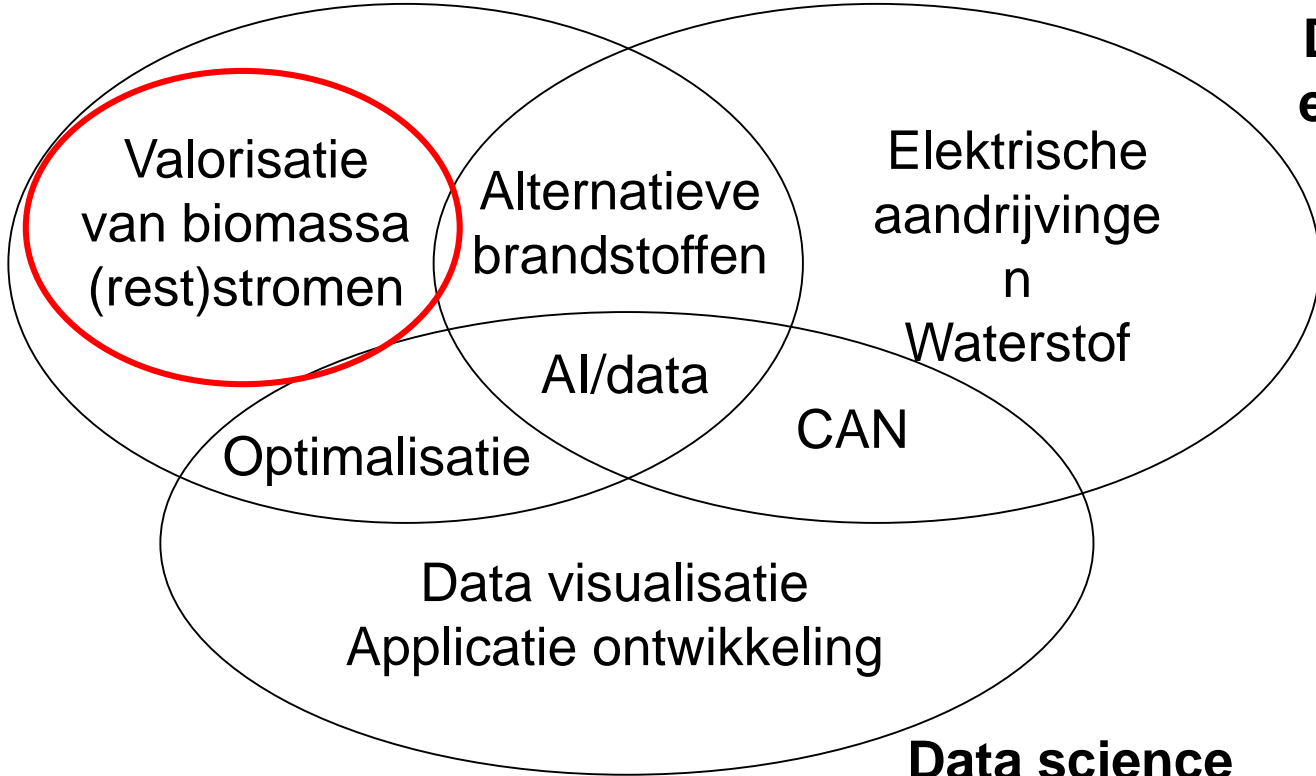 Valorisatie
van biomassa
(rest)stromen
Alternatieve
brandstoffen
Elektrische
aandrijvinge
n
Waterstof
AI/data
CAN
Optimalisatie
Data visualisatie
Applicatie ontwikkeling
Data science